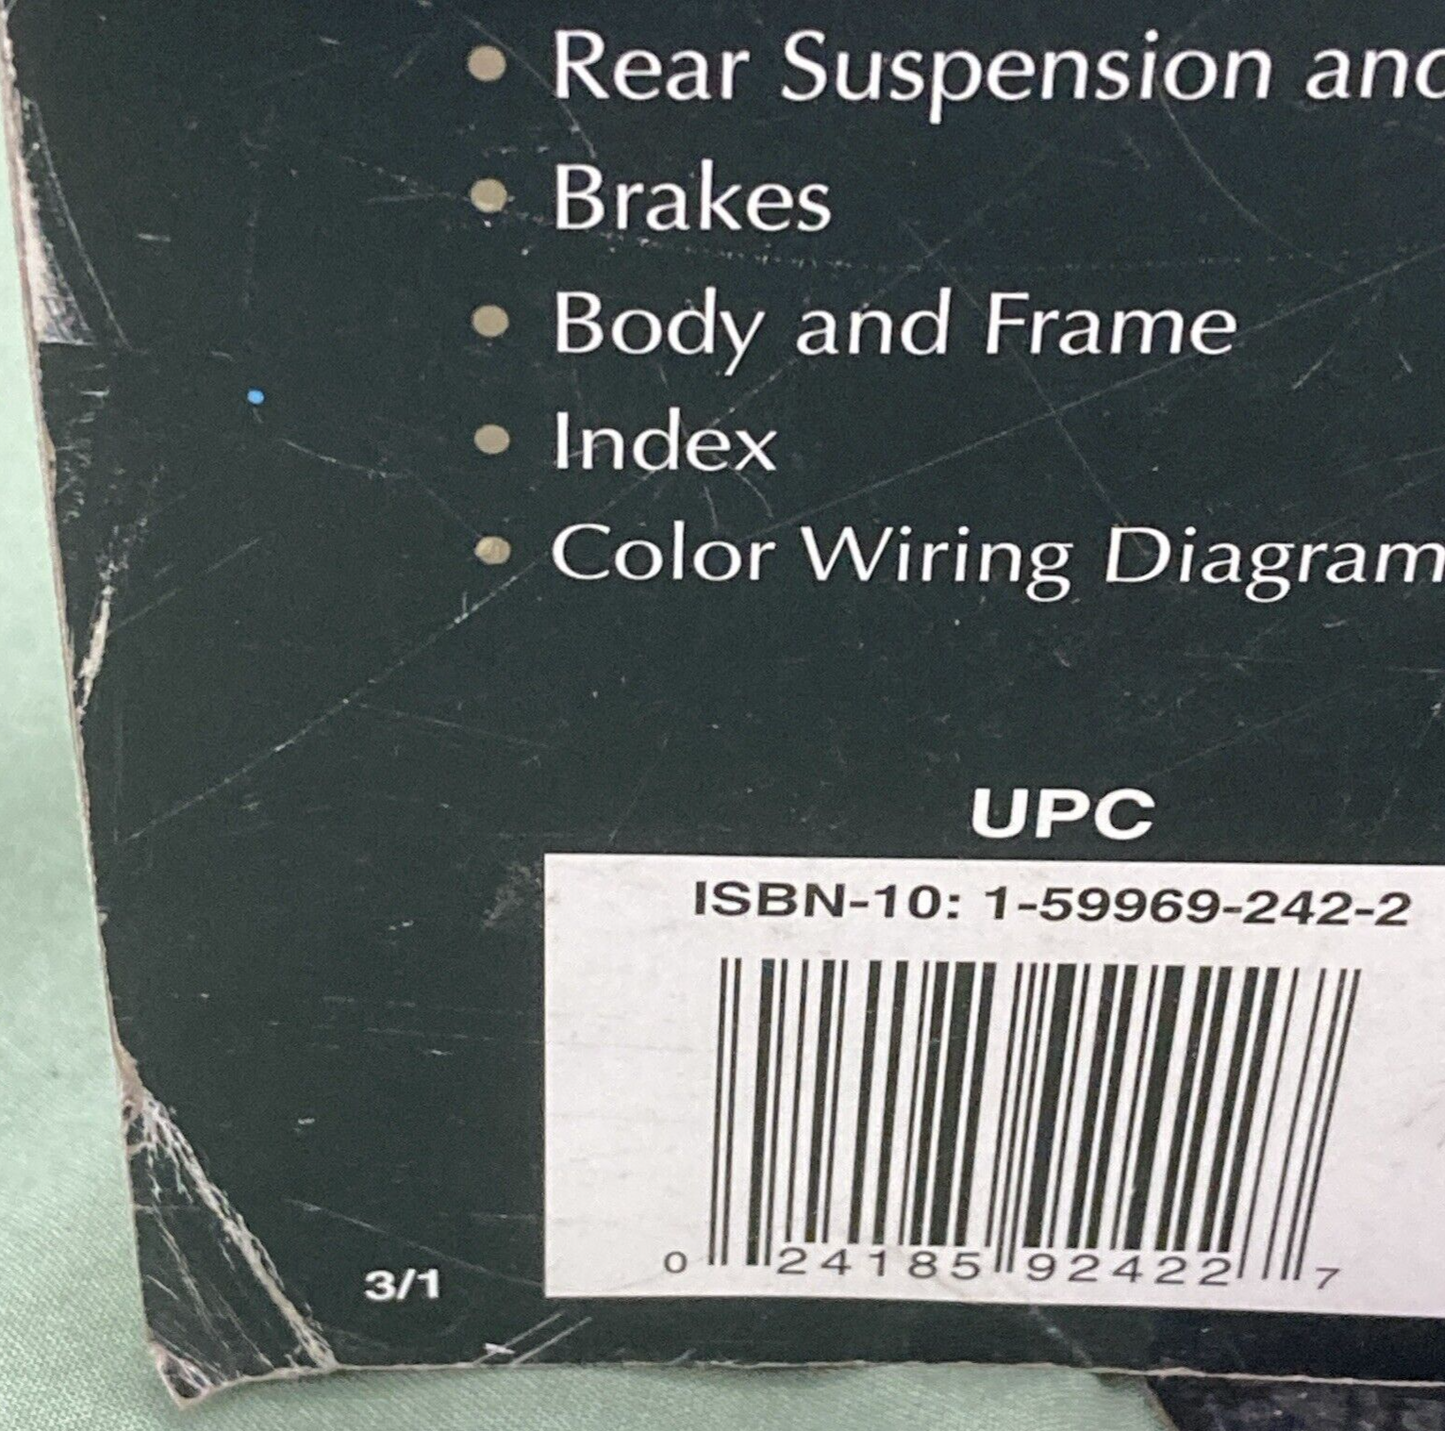 • Rear Suspension and
• Brakes
• Body and Frame
• Index
• Color Wiring Diagram
UPC
ISBN-10: 1-59969-242-2
0 24185 92422 7
3/1